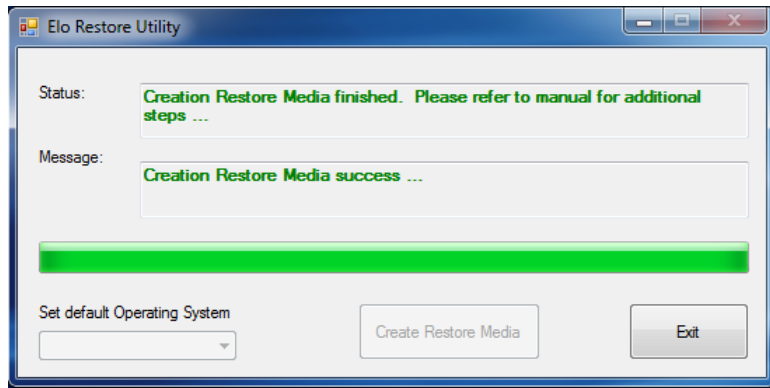 Elo Restore Utility
Status:
Creation Restore Media finished.  Please refer to manual for additional
steps ...
Message:
Creation Restore Media success ...
Set default Operating System
Create Restore Media
Exit